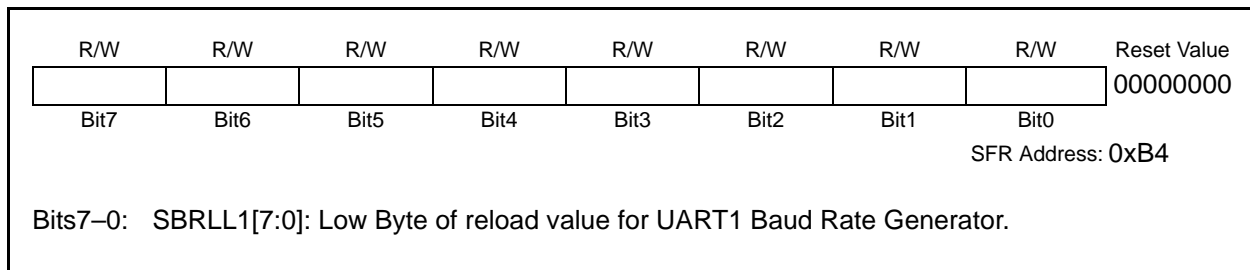 R/W R/W R/W R/W R/W R/W R/W R/W Reset Value
00000000
Bit7 Bit6 Bit5 Bit4 Bit3 Bit2 Bit1 Bit0
SFR Address: 0xB4
Bits7–0: SBRLL1[7:0]: Low Byte of reload value for UART1 Baud Rate Generator.